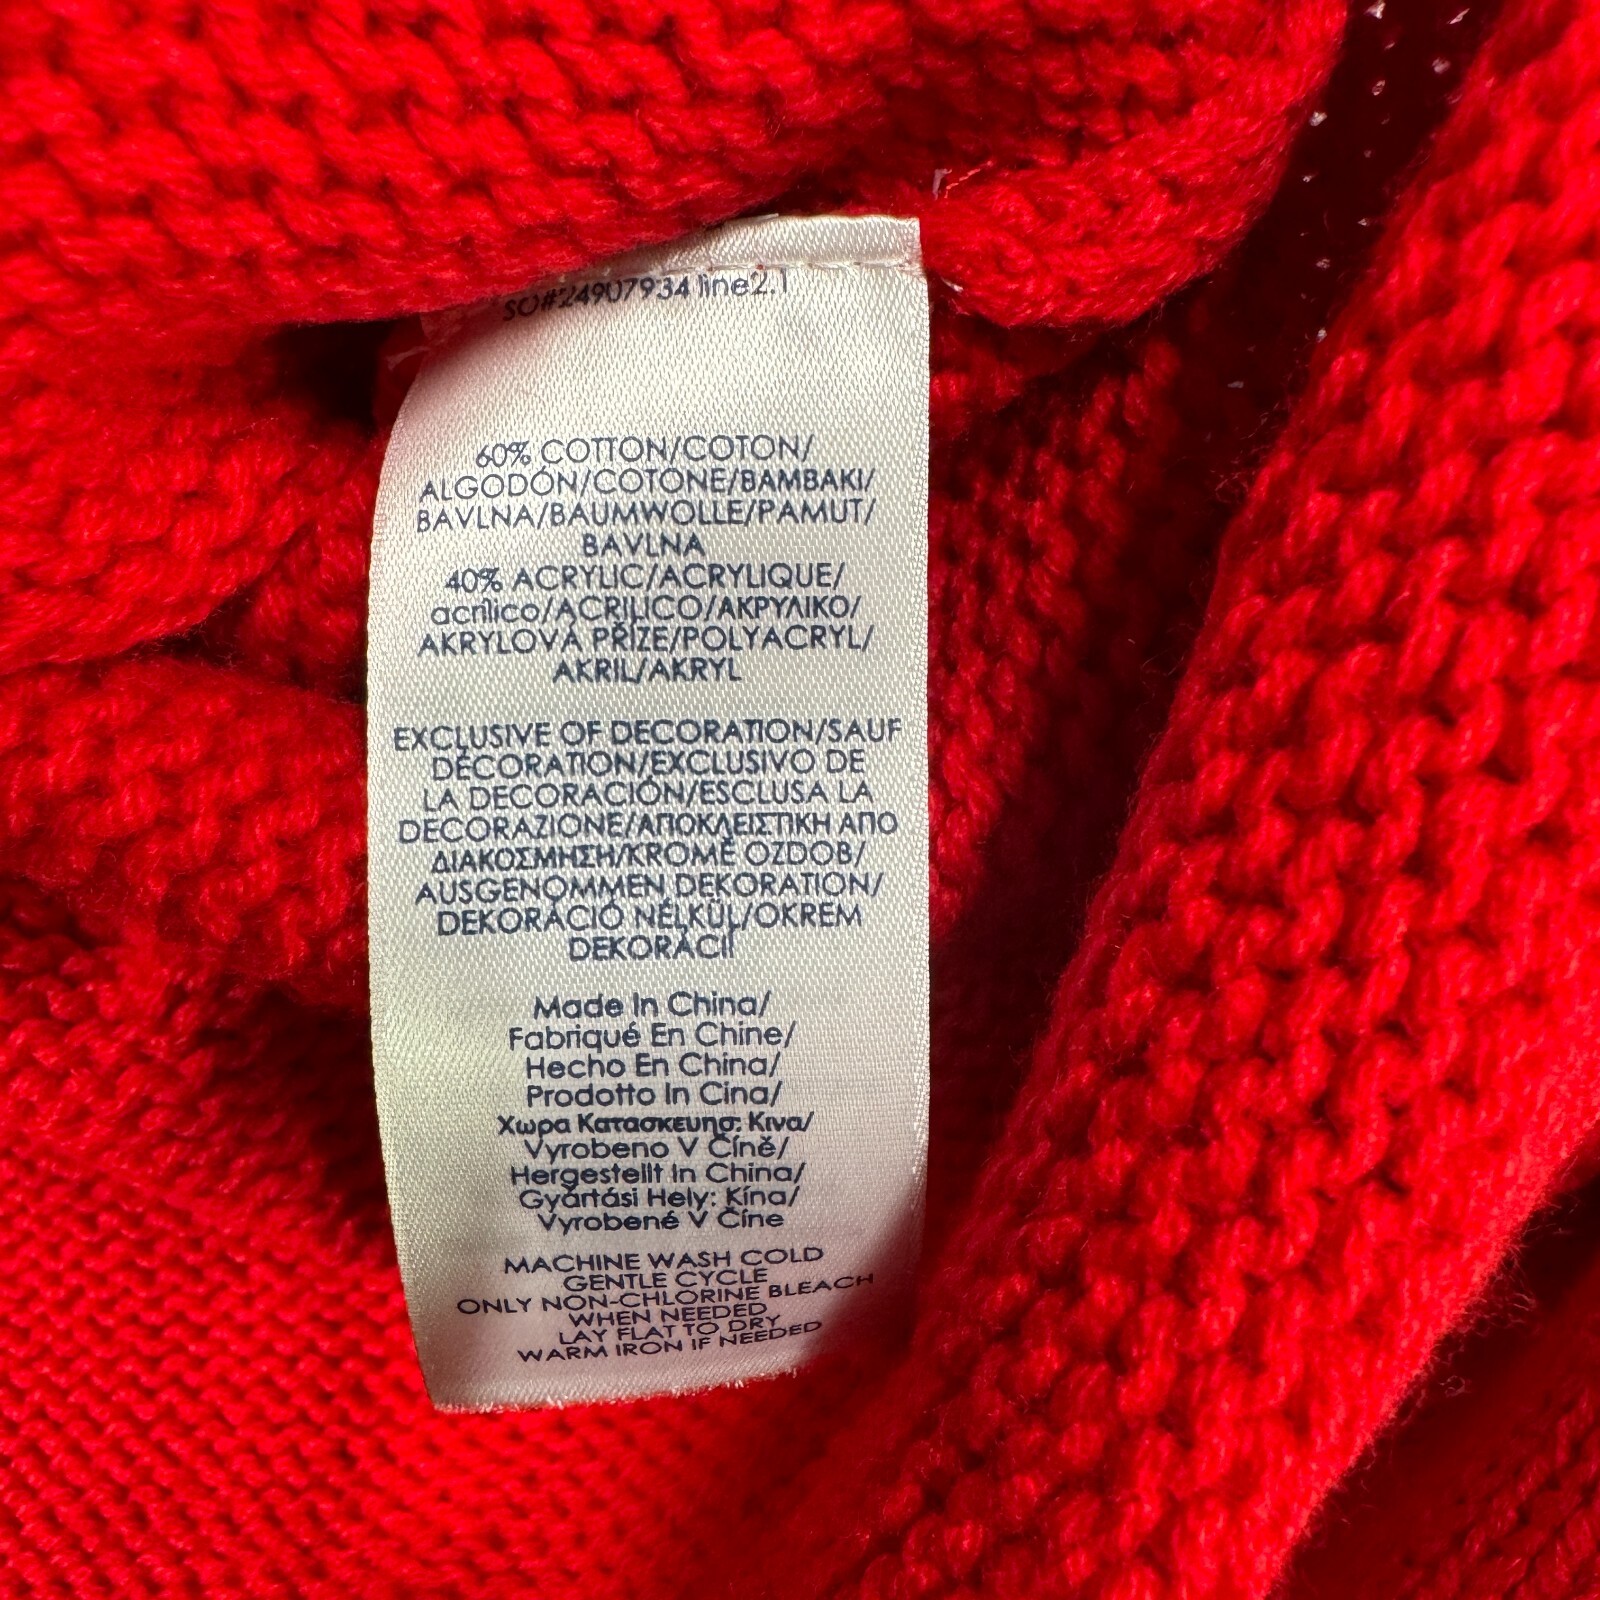 SO#24907934 line2.1
60% COTTON/COTON/
ALGODÓN/COTONE/BAMBAKI/
BAVLNA/BAUMWOLLE/PAMUT/
BAVLNA
40% ACRYLIC/ACRYLIQUE/
acrílico/ACRILICO/ΑΚΡΥΛΙΚΟ/
AKRYLOVÁ PŘÍZE/POLYACRYL/
AKRIL/AKRYL
EXCLUSIVE OF DECORATION/SAUF
DÉCORATION/EXCLUSIVO DE
LA DECORACIÓN/ESCLUSA LA
DECORAZIONE/ΑΠΟΚΛΕΙΣΤΙΚΗ ΑΠΟ
ΔΙΑΚΟΣΜΗΣΗ/KROMĚ OZDOB/
AUSGENOMMEN DEKORATION/
DEKORÁCIÓ NÉLKÜL/OKREM
DEKORÁCIÍ
Made In China/
Fabriqué En Chine/
Hecho En China/
Prodotto In Cina/
Χωρα Κατασκευησ: Κινα/
Vyrobeno V Číně/
Hergestellt In China/
Gyártási Hely: Kína/
Vyrobené V Číne
MACHINE WASH COLD
GENTLE CYCLE
ONLY NON-CHLORINE BLEACH
WHEN NEEDED
LAY FLAT TO DRY
WARM IRON IF NEEDED